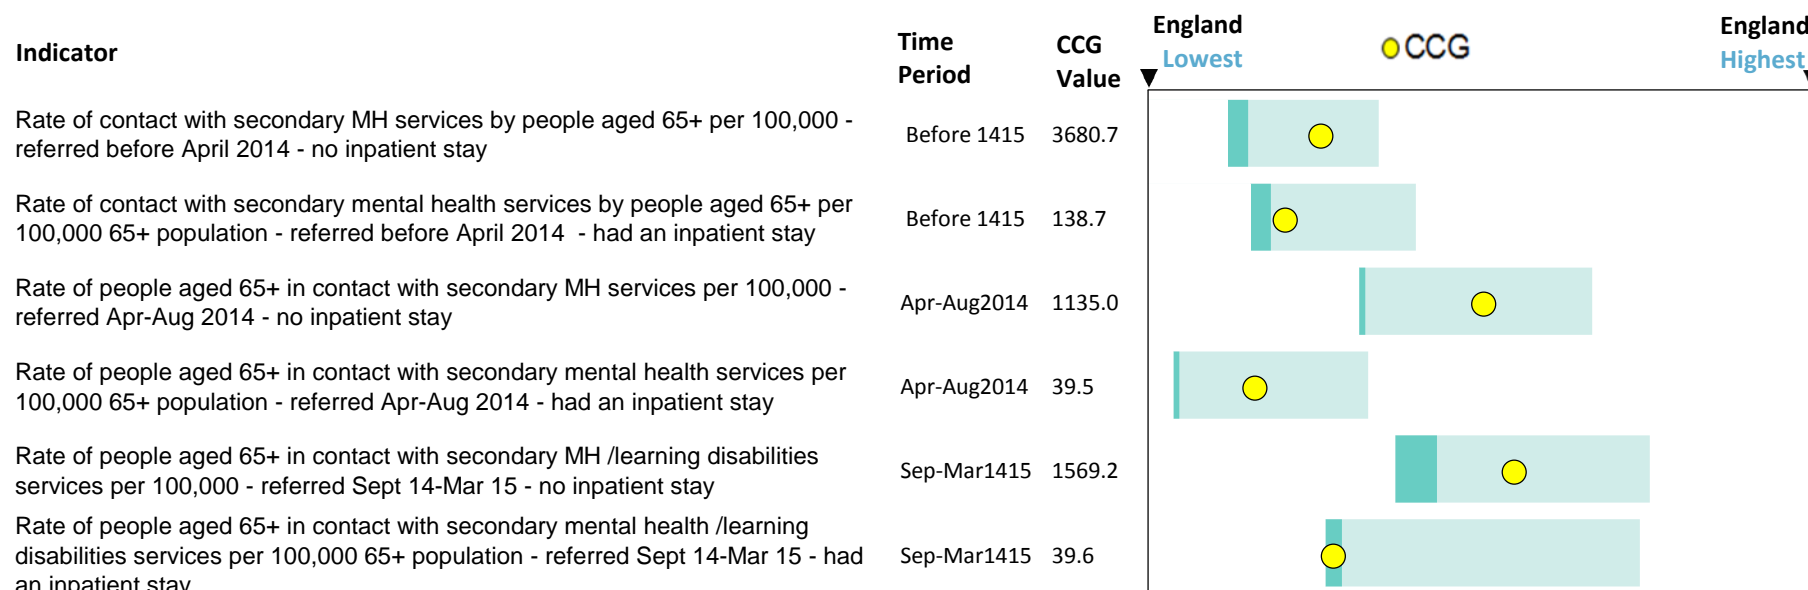 Indicator
Time
Period
CCG
Value
England
Lowest
CCG
England
Highest
Rate of contact with secondary MH services by people aged 65+ per 100,000 -
referred before April 2014 - no inpatient stay
Before 1415
3680.7
Rate of contact with secondary mental health services by people aged 65+ per
100,000 65+ population - referred before April 2014  - had an inpatient stay
Before 1415
138.7
Rate of people aged 65+ in contact with secondary MH services per 100,000 -
referred Apr-Aug 2014 - no inpatient stay
Apr-Aug2014
1135.0
Rate of people aged 65+ in contact with secondary mental health services per
100,000 65+ population - referred Apr-Aug 2014 - had an inpatient stay
Apr-Aug2014
39.5
Rate of people aged 65+ in contact with secondary MH /learning disabilities
services per 100,000 - referred Sept 14-Mar 15 - no inpatient stay
Sep-Mar1415
1569.2
Rate of people aged 65+ in contact with secondary mental health /learning
disabilities services per 100,000 65+ population - referred Sept 14-Mar 15 - had
an inpatient stay
Sep-Mar1415
39.6